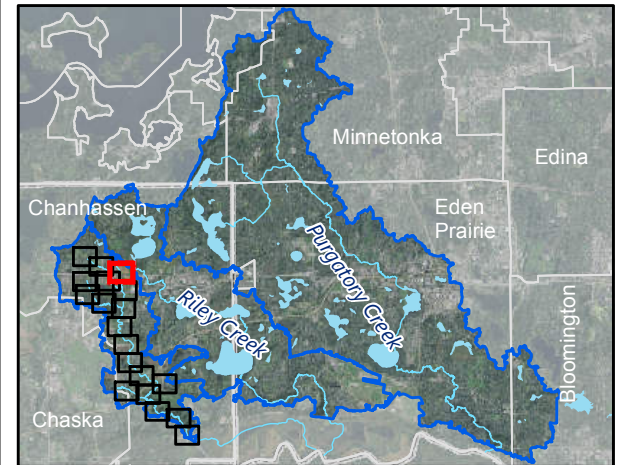 Minnetonka
Edina
Chanhassen
Eden
Prairie
Purgatory Creek
Riley Creek
Bloomington
Chaska